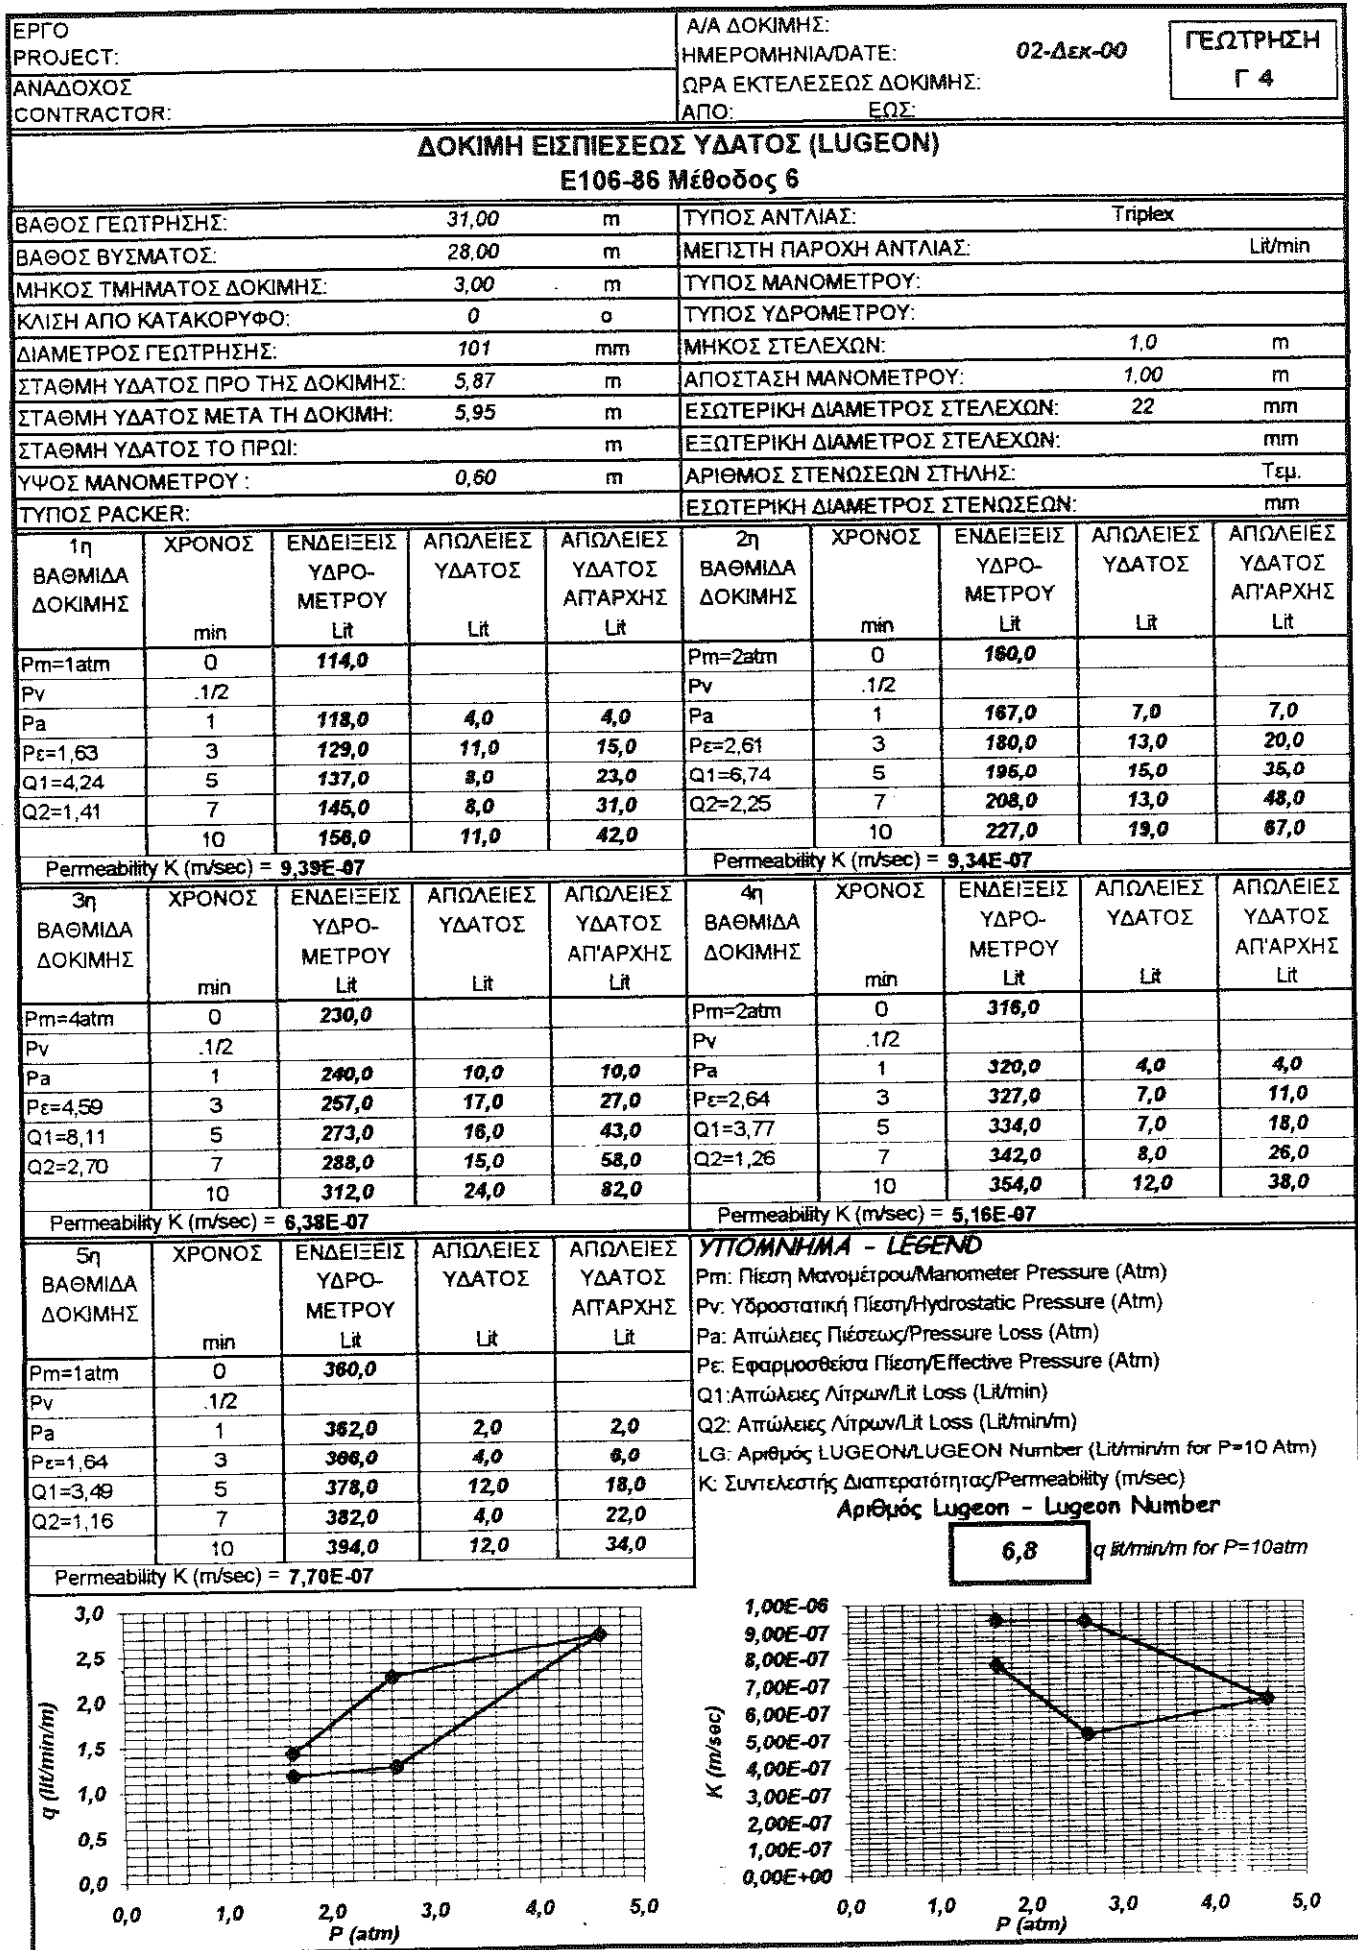 ΕΡΓΟ
PROJECT:
ΑΝΑΔΟΧΟΣ
CONTRACTOR:
Α/Α ΔΟΚΙΜΗΣ:
ΗΜΕΡΟΜΗΝΙΑ/DATE: 02-Δεκ-00
ΩΡΑ ΕΚΤΕΛΕΣΕΩΣ ΔΟΚΙΜΗΣ:
ΑΠΟ: ΕΩΣ:
ΓΕΩΤΡΗΣΗ
Γ 4
ΔΟΚΙΜΗ ΕΙΣΠΙΕΣΕΩΣ ΥΔΑΤΟΣ (LUGEON)
Ε106-86 Μέθοδος 6
ΒΑΘΟΣ ΓΕΩΤΡΗΣΗΣ: 31,00 m ΤΥΠΟΣ ΑΝΤΛΙΑΣ: Triplex
ΒΑΘΟΣ ΒΥΣΜΑΤΟΣ: 28,00 m ΜΕΓΙΣΤΗ ΠΑΡΟΧΗ ΑΝΤΛΙΑΣ: Lit/min
ΜΗΚΟΣ ΤΜΗΜΑΤΟΣ ΔΟΚΙΜΗΣ: 3,00 m ΤΥΠΟΣ ΜΑΝΟΜΕΤΡΟΥ:
ΚΛΙΣΗ ΑΠΟ ΚΑΤΑΚΟΡΥΦΟ: 0 o ΤΥΠΟΣ ΥΔΡΟΜΕΤΡΟΥ:
ΔΙΑΜΕΤΡΟΣ ΓΕΩΤΡΗΣΗΣ: 101 mm ΜΗΚΟΣ ΣΤΕΛΕΧΩΝ: 1,0 m
ΣΤΑΘΜΗ ΥΔΑΤΟΣ ΠΡΟ ΤΗΣ ΔΟΚΙΜΗΣ: 5,87 m ΑΠΟΣΤΑΣΗ ΜΑΝΟΜΕΤΡΟΥ: 1,00 m
ΣΤΑΘΜΗ ΥΔΑΤΟΣ ΜΕΤΑ ΤΗ ΔΟΚΙΜΗ: 5,95 m ΕΣΩΤΕΡΙΚΗ ΔΙΑΜΕΤΡΟΣ ΣΤΕΛΕΧΩΝ: 22 mm
ΣΤΑΘΜΗ ΥΔΑΤΟΣ ΤΟ ΠΡΩΙ: m ΕΞΩΤΕΡΙΚΗ ΔΙΑΜΕΤΡΟΣ ΣΤΕΛΕΧΩΝ: mm
ΥΨΟΣ ΜΑΝΟΜΕΤΡΟΥ : 0,60 m ΑΡΙΘΜΟΣ ΣΤΕΝΩΣΕΩΝ ΣΤΗΛΗΣ: Τεμ.
ΤΥΠΟΣ PACKER: ΕΣΩΤΕΡΙΚΗ ΔΙΑΜΕΤΡΟΣ ΣΤΕΝΩΣΕΩΝ: mm
1η ΧΡΟΝΟΣ ΕΝΔΕΙΞΕΙΣ ΑΠΩΛΕΙΕΣ ΑΠΩΛΕΙΕΣ 2η ΧΡΟΝΟΣ ΕΝΔΕΙΞΕΙΣ ΑΠΩΛΕΙΕΣ ΑΠΩΛΕΙΕΣ
ΒΑΘΜΙΔΑ ΥΔΡΟ- ΥΔΑΤΟΣ ΥΔΑΤΟΣ ΒΑΘΜΙΔΑ ΥΔΡΟ- ΥΔΑΤΟΣ ΥΔΑΤΟΣ
ΔΟΚΙΜΗΣ ΜΕΤΡΟΥ ΑΠ'ΑΡΧΗΣ ΔΟΚΙΜΗΣ ΜΕΤΡΟΥ ΑΠ'ΑΡΧΗΣ
min Lit Lit Lit min Lit Lit Lit
Pm=1atm 0 114,0 Pm=2atm 0 160,0
Pv .1/2 Pv .1/2
Pa 1 118,0 4,0 4,0 Pa 1 167,0 7,0 7,0
Pε=1,63 3 129,0 11,0 15,0 Pε=2,61 3 180,0 13,0 20,0
Q1=4,24 5 137,0 8,0 23,0 Q1=6,74 5 195,0 15,0 35,0
Q2=1,41 7 145,0 8,0 31,0 Q2=2,25 7 208,0 13,0 48,0
10 156,0 11,0 42,0 10 227,0 19,0 67,0
Permeability K (m/sec) = 9,39E-07 Permeability K (m/sec) = 9,34E-07
3η ΧΡΟΝΟΣ ΕΝΔΕΙΞΕΙΣ ΑΠΩΛΕΙΕΣ ΑΠΩΛΕΙΕΣ 4η ΧΡΟΝΟΣ ΕΝΔΕΙΞΕΙΣ ΑΠΩΛΕΙΕΣ ΑΠΩΛΕΙΕΣ
ΒΑΘΜΙΔΑ ΥΔΡΟ- ΥΔΑΤΟΣ ΥΔΑΤΟΣ ΒΑΘΜΙΔΑ ΥΔΡΟ- ΥΔΑΤΟΣ ΥΔΑΤΟΣ
ΔΟΚΙΜΗΣ ΜΕΤΡΟΥ ΑΠ'ΑΡΧΗΣ ΔΟΚΙΜΗΣ ΜΕΤΡΟΥ ΑΠ'ΑΡΧΗΣ
min Lit Lit Lit min Lit Lit Lit
Pm=4atm 0 230,0 Pm=2atm 0 316,0
Pv .1/2 Pv .1/2
Pa 1 240,0 10,0 10,0 Pa 1 320,0 4,0 4,0
Pε=4,59 3 257,0 17,0 27,0 Pε=2,64 3 327,0 7,0 11,0
Q1=8,11 5 273,0 16,0 43,0 Q1=3,77 5 334,0 7,0 18,0
Q2=2,70 7 288,0 15,0 58,0 Q2=1,26 7 342,0 8,0 26,0
10 312,0 24,0 82,0 10 354,0 12,0 38,0
Permeability K (m/sec) = 6,38E-07 Permeability K (m/sec) = 5,16E-07
5η ΧΡΟΝΟΣ ΕΝΔΕΙΞΕΙΣ ΑΠΩΛΕΙΕΣ ΑΠΩΛΕΙΕΣ
ΒΑΘΜΙΔΑ ΥΔΡΟ- ΥΔΑΤΟΣ ΥΔΑΤΟΣ
ΔΟΚΙΜΗΣ ΜΕΤΡΟΥ ΑΠ'ΑΡΧΗΣ
min Lit Lit Lit
Pm=1atm 0 360,0
Pv .1/2
Pa 1 362,0 2,0 2,0
Pε=1,64 3 366,0 4,0 6,0
Q1=3,49 5 378,0 12,0 18,0
Q2=1,16 7 382,0 4,0 22,0
10 394,0 12,0 34,0
Permeability K (m/sec) = 7,70E-07
ΥΠΟΜΝΗΜΑ - LEGEND
Pm: Πίεση Μανομέτρου/Manometer Pressure (Atm)
Pv: Υδροστατική Πίεση/Hydrostatic Pressure (Atm)
Pa: Απώλειες Πιέσεως/Pressure Loss (Atm)
Pε: Εφαρμοσθείσα Πίεση/Effective Pressure (Atm)
Q1:Απώλειες Λίτρων/Lit Loss (Lit/min)
Q2: Απώλειες Λίτρων/Lit Loss (Lit/min/m)
LG: Αριθμός LUGEON/LUGEON Number (Lit/min/m for P=10 Atm)
K: Συντελεστής Διαπερατότητας/Permeability (m/sec)
Αριθμός Lugeon - Lugeon Number
6,8 q lit/min/m for P=10atm
q (lit/min/m)
3,0
2,5
2,0
1,5
1,0
0,5
0,0
0,0 1,0 2,0 3,0 4,0 5,0
P (atm)
K (m/sec)
1,00E-06
9,00E-07
8,00E-07
7,00E-07
6,00E-07
5,00E-07
4,00E-07
3,00E-07
2,00E-07
1,00E-07
0,00E+00
0,0 1,0 2,0 3,0 4,0 5,0
P (atm)